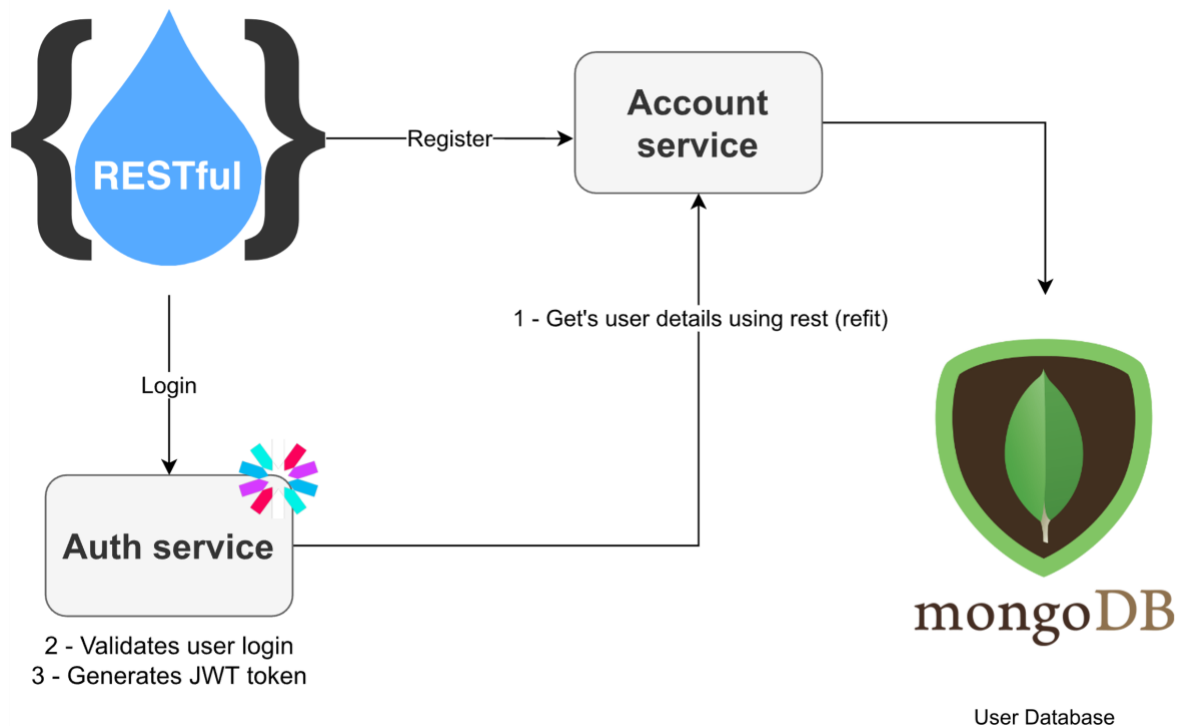 RESTful
Register
Account
service
1 - Get's user details using rest (refit)
Login
Auth service
2 - Validates user login
3 - Generates JWT token
mongoDB
User Database